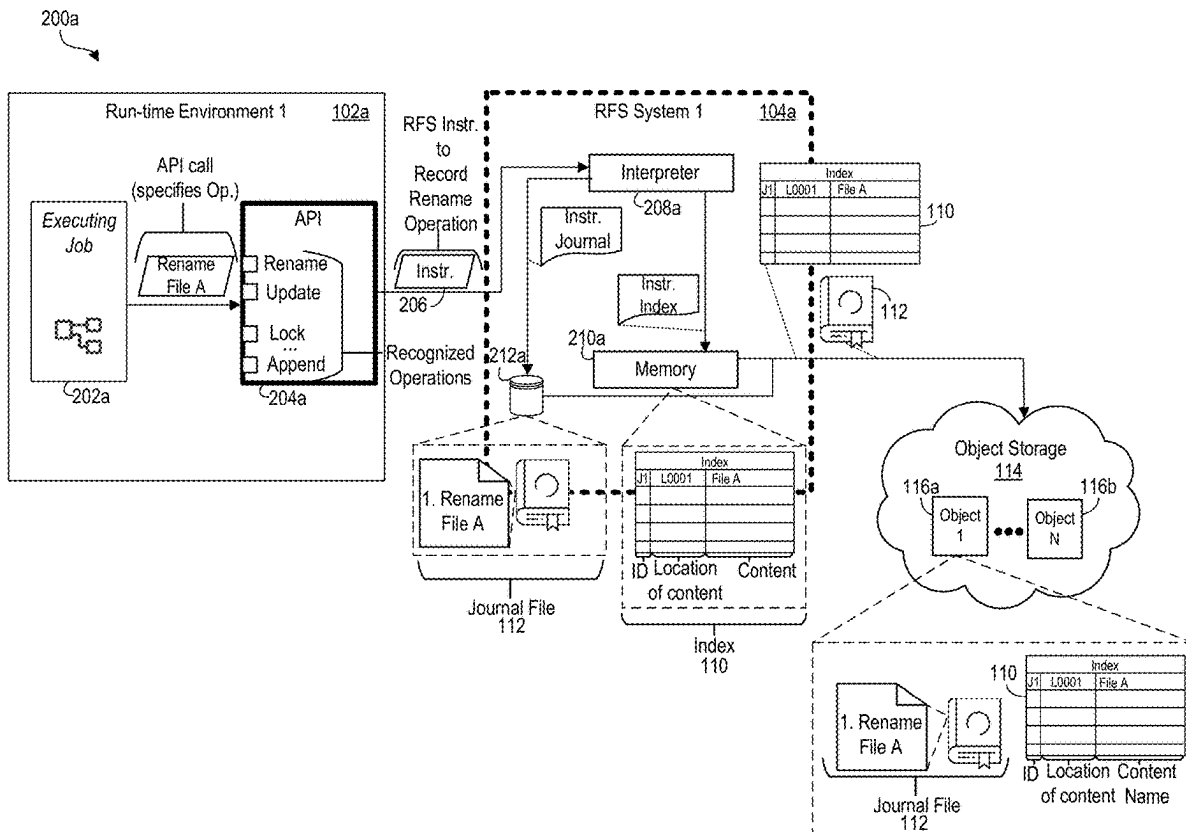 200a
Run-time Environment 1 102a
API call
(specifies Op.)
Executing
Job
Rename
File A
202a
API
Rename
Update
Lock
...
Append
204a
Recognized
Operations
RFS Instr.
to
Record
Rename
Operation
Instr.
206
RFS System 1 104a
Interpreter
208a
Instr.
Journal
Instr.
Index
210a
Memory
212a
Index
J1 L0001 File A
110
112
1. Rename
File A
Journal File
112
Index
J1 L0001 File A
ID Location
of content
Content
Index
110
Object Storage
114
116a
Object
1
116b
Object
N
1. Rename
File A
Journal File
112
110
Index
J1 L0001 File A
ID Location
of content
Content
Name